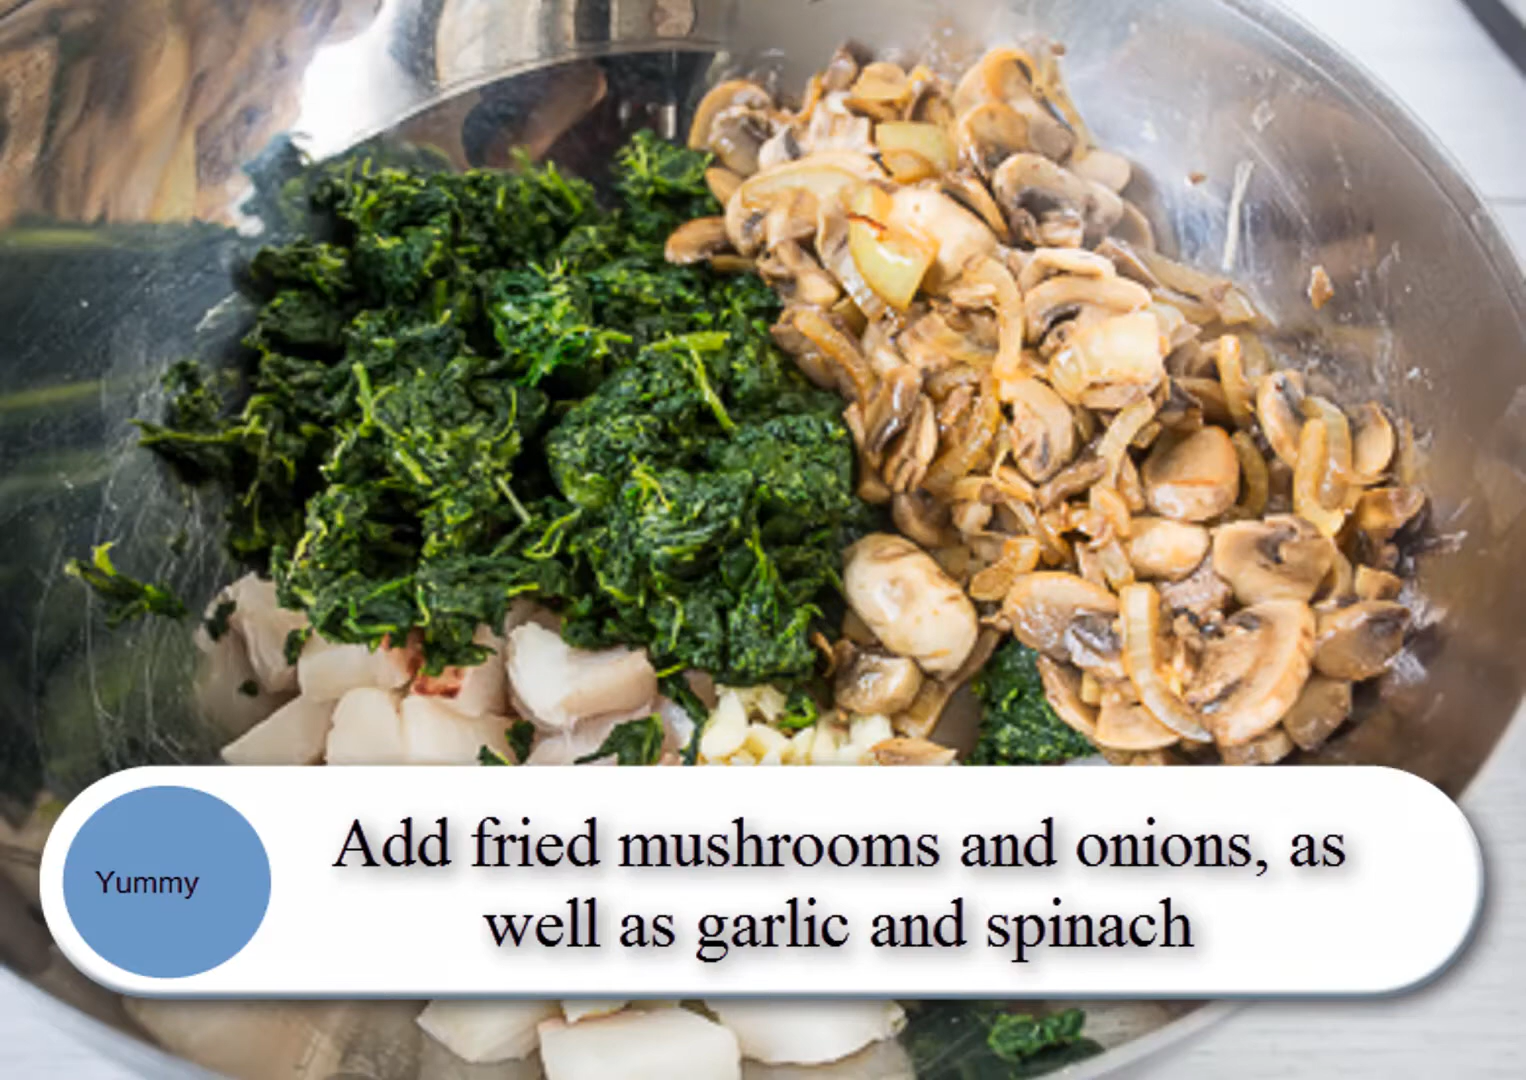 Yummy
Add fried mushrooms and onions, as
well as garlic and spinach